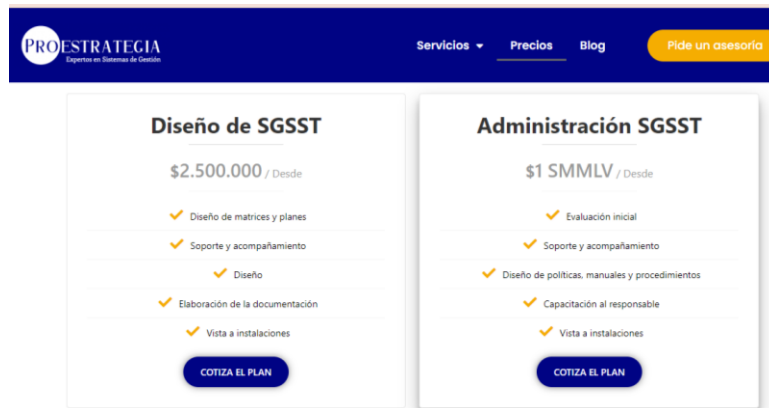 PROESTRATEGIA
Expertos en Sistemas de Gestión
Servicios
Precios
Blog
Pide un asesoría
Diseño de SGSST
$2.500.000 / Desde
Diseño de matrices y planes
Soporte y acompañamiento
Diseño
Elaboración de la documentación
Vista a instalaciones
COTIZA EL PLAN
Administración SGSST
$1 SMMLV / Desde
Evaluación inicial
Soporte y acompañamiento
Diseño de políticas, manuales y procedimientos
Capacitación al responsable
Vista a instalaciones
COTIZA EL PLAN